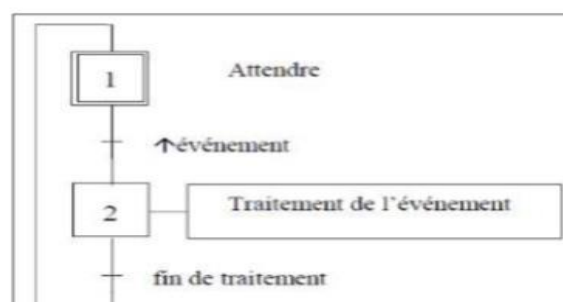 1 Attendre
↑événement
2 Traitement de l'événement
fin de traitement